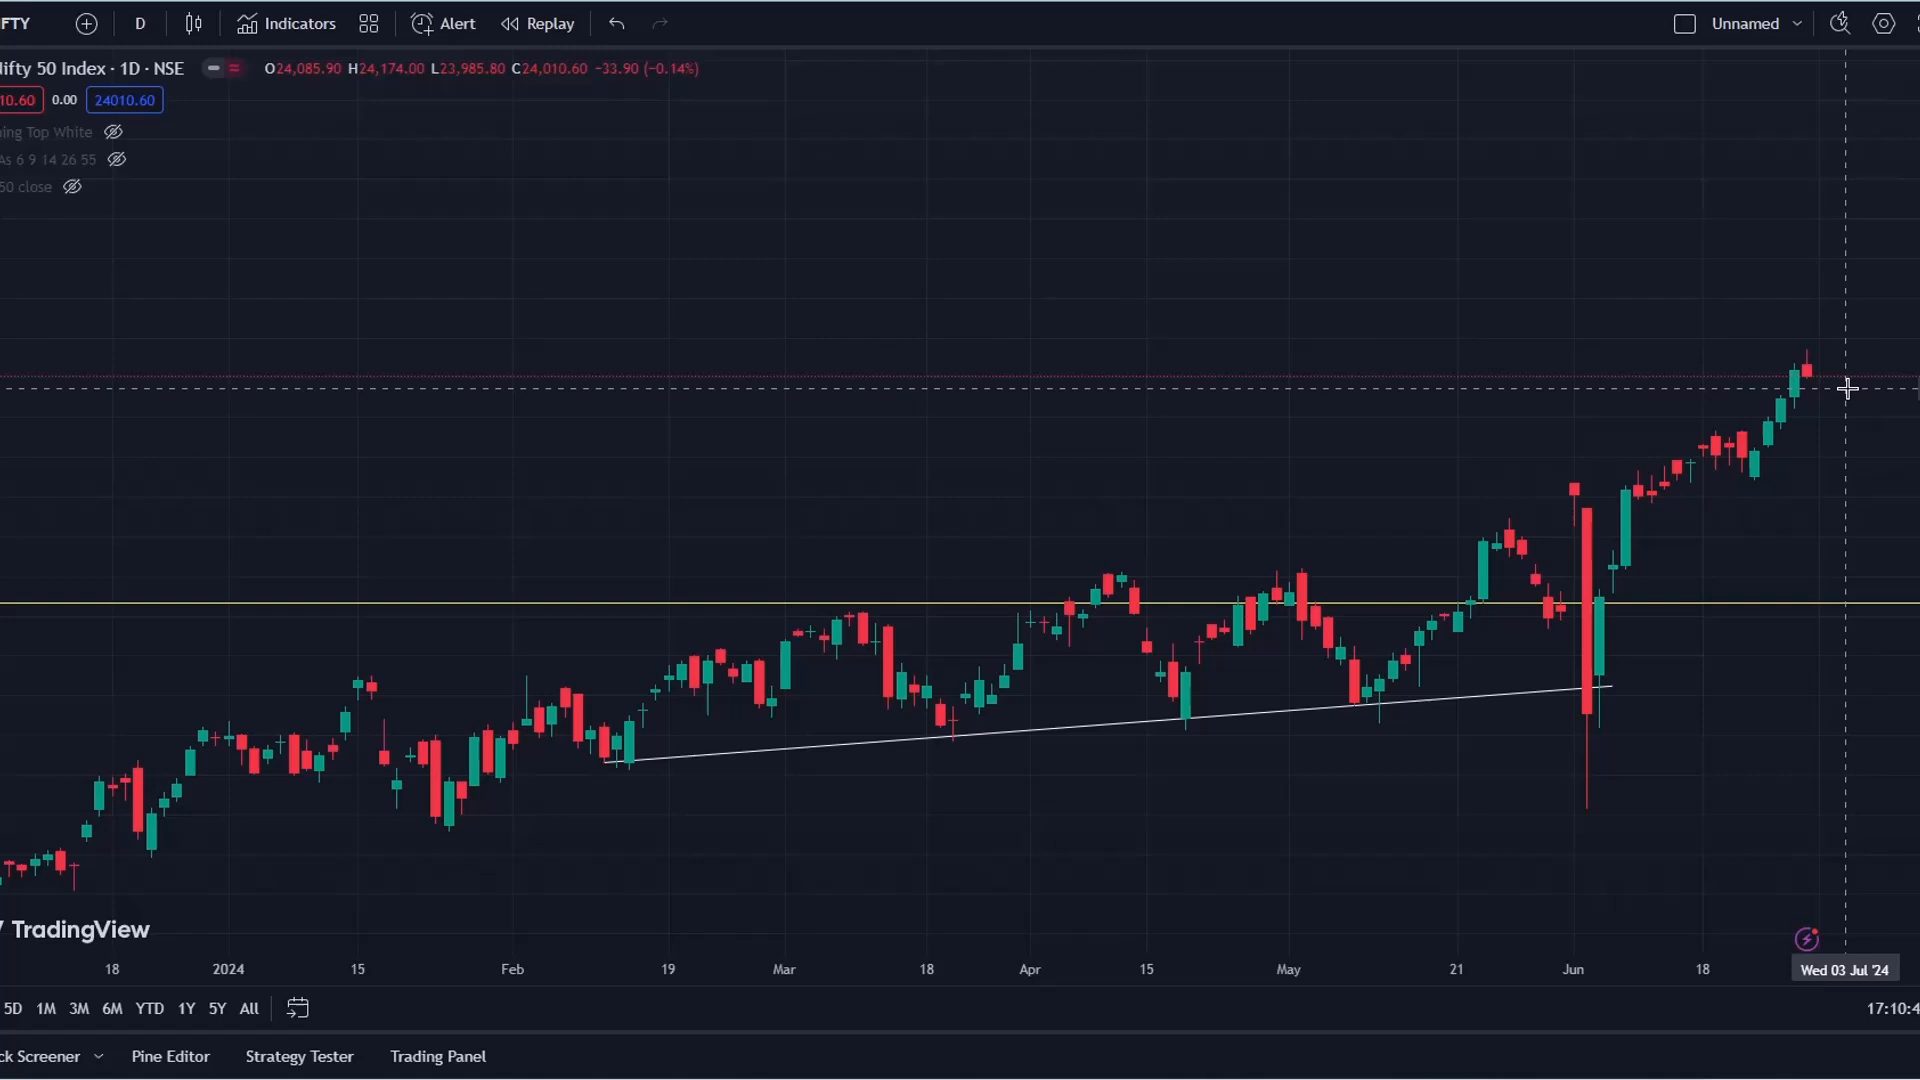 FTY D Indicators Alert Replay Unnamed
ifty 50 Index · 1D · NSE O24,085.90 H24,174.00 L23,985.80 C24,010.60 −33.90 (−0.14%)
10.60 0.00 24010.60
ning Top White
As 6 9 14 26 55
50 close
TradingView
18 2024 15 Feb 19 Mar 18 Apr 15 May 21 Jun 18 Wed 03 Jul '24
5D 1M 3M 6M YTD 1Y 5Y All 17:10:4
ck Screener Pine Editor Strategy Tester Trading Panel